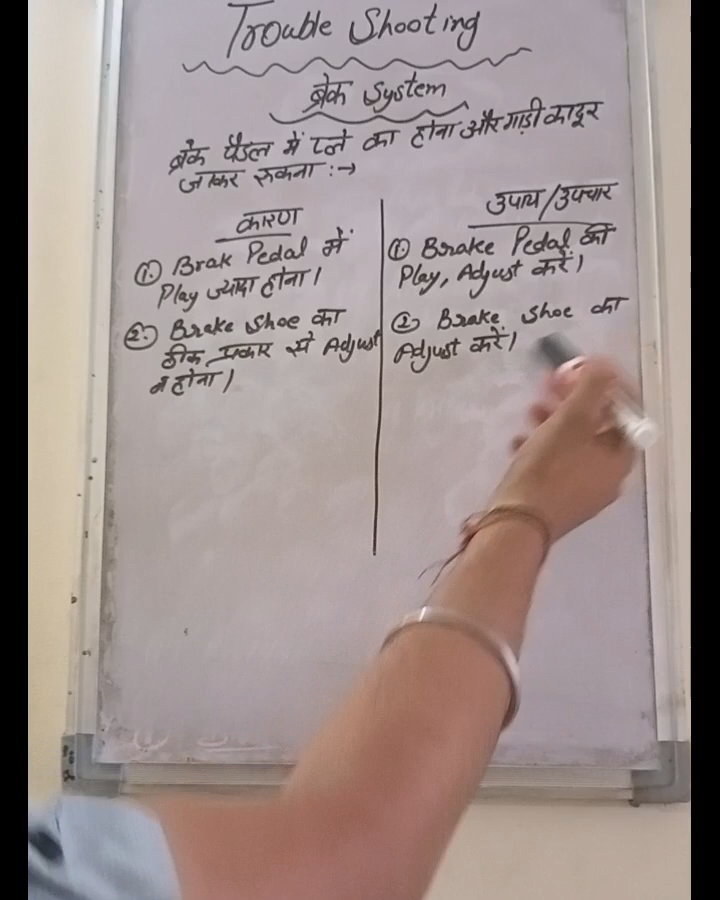 Trouble Shooting
ब्रेक System
ब्रेक पैडल में प्ले का होना और गाड़ी का दूर
जाकर रुकना :→
कारण
① Brak Pedal में
Play ज्यादा होना।
②. Brake Shoe का
ठीक प्रकार से Adjust
न होना।
उपाय/उपचार
①. Brake Pedal की
Play, Adjust करें।
② Brake Shoe का
Adjust करें।